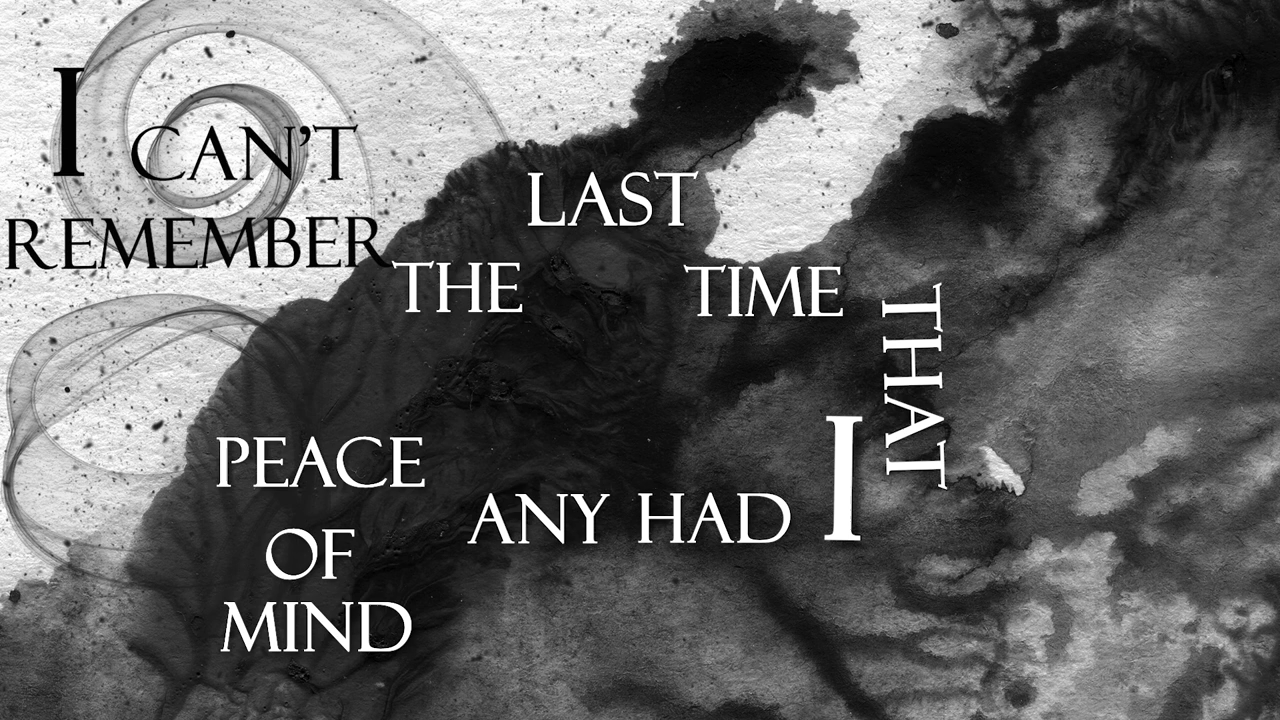 I CAN'T
REMEMBER
THE
LAST
TIME
THAT
I
HAD ANY
PEACE
OF
MIND